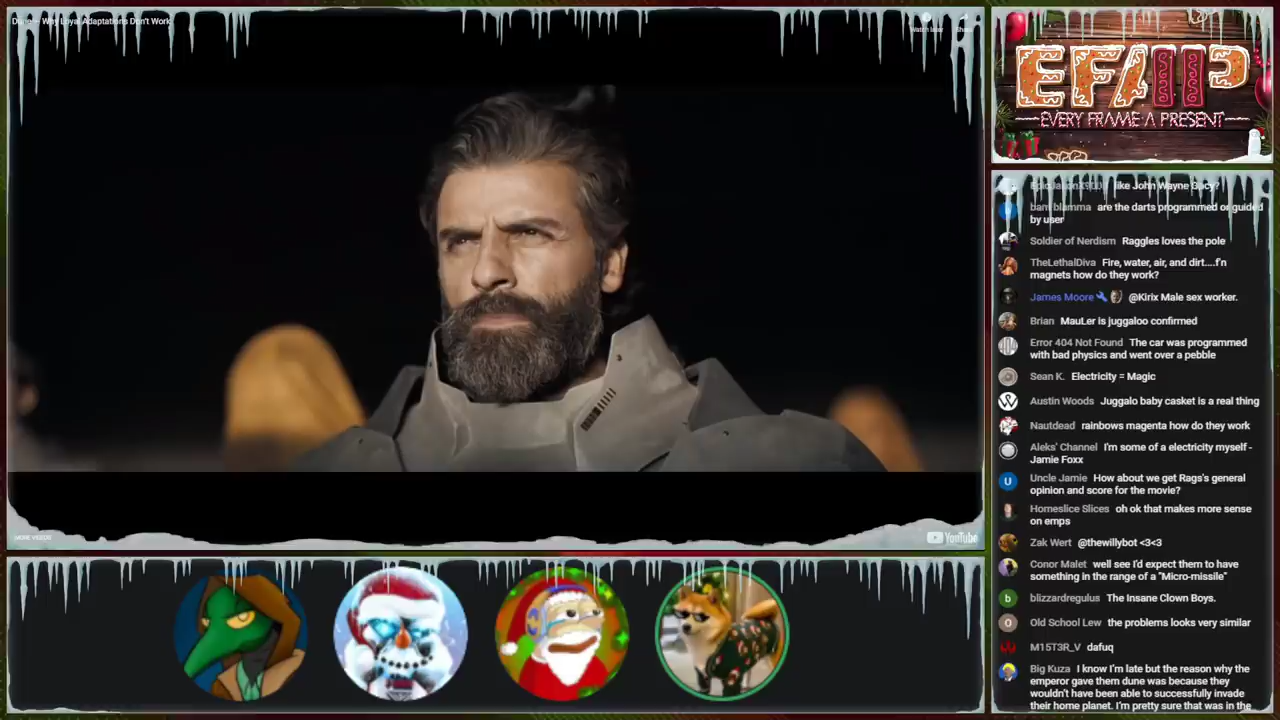 Dune - Why Loyal Adaptations Don't Work
Watch later
Share
MORE VIDEOS
YouTube
EFAP
EVERY FRAME A PRESENT
like John Wayne Gacy?
bam blamma are the darts programmed or guided
by user
Soldier of Nerdism Raggles loves the pole
TheLethalDiva Fire, water, air, and dirt....f'n
magnets how do they work?
James Moore @Kirix Male sex worker.
Brian MauLer is juggaloo confirmed
Error 404 Not Found The car was programmed
with bad physics and went over a pebble
Sean K. Electricity = Magic
Austin Woods Juggalo baby casket is a real thing
Nautdead rainbows magenta how do they work
Aleks' Channel I'm some of a electricity myself -
Jamie Foxx
U
Uncle Jamie How about we get Rags's general
opinion and score for the movie?
Homeslice Slices oh ok that makes more sense
on emps
Zak Wert @thewillybot <3<3
Conor Malet well see I'd expect them to have
something in the range of a "Micro-missile"
b
blizzardregulus The Insane Clown Boys.
O
Old School Lew the problems looks very similar
M15T3R_V dafuq
Big Kuza I know I'm late but the reason why the
emperor gave them dune was because they
wouldn't have been able to successfully invade
their home planet. I'm pretty sure that was in the